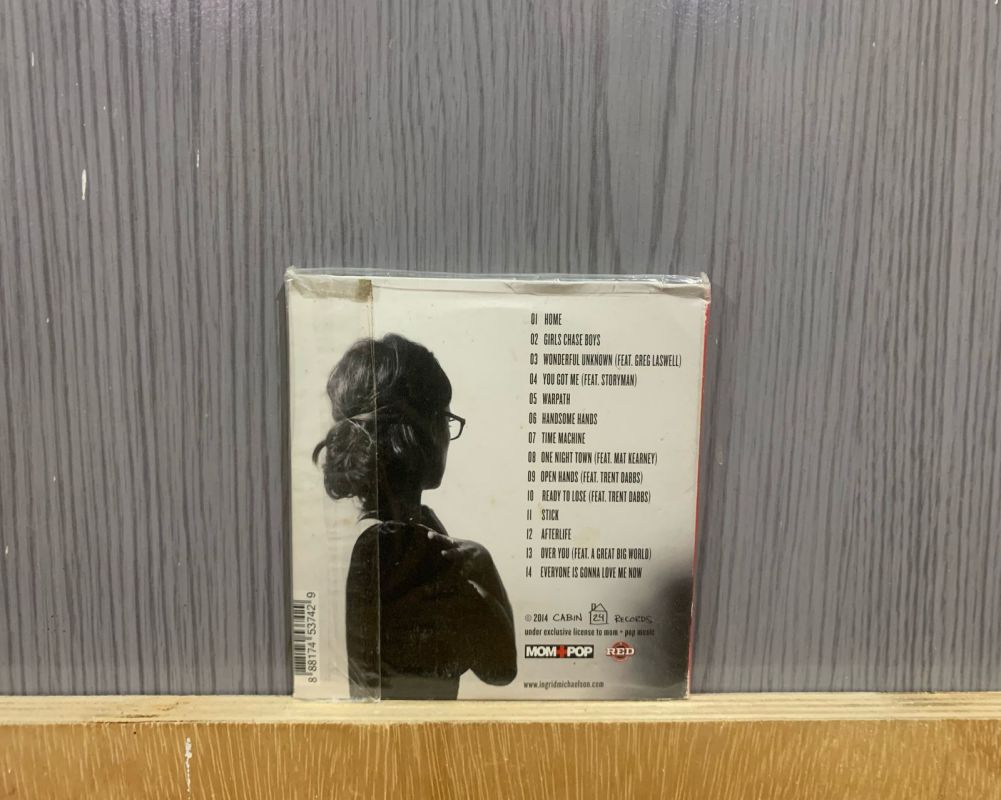 01 HOME
02 GIRLS CHASE BOYS
03 WONDERFUL UNKNOWN (FEAT. GREG LASWELL)
04 YOU GOT ME (FEAT. STORYMAN)
05 WARPATH
06 HANDSOME HANDS
07 TIME MACHINE
08 ONE NIGHT TOWN (FEAT. MAT KEARNEY)
09 OPEN HANDS (FEAT. TRENT DABBS)
10 READY TO LOSE (FEAT. TRENT DABBS)
11 STICK
12 AFTERLIFE
13 OVER YOU (FEAT. A GREAT BIG WORLD)
14 EVERYONE IS GONNA LOVE ME NOW
© 2014 CABIN 24 RECORDS
under exclusive license to mom + pop music
MOM+POP RED
www.ingridmichaelson.com
8 88174 53742 9